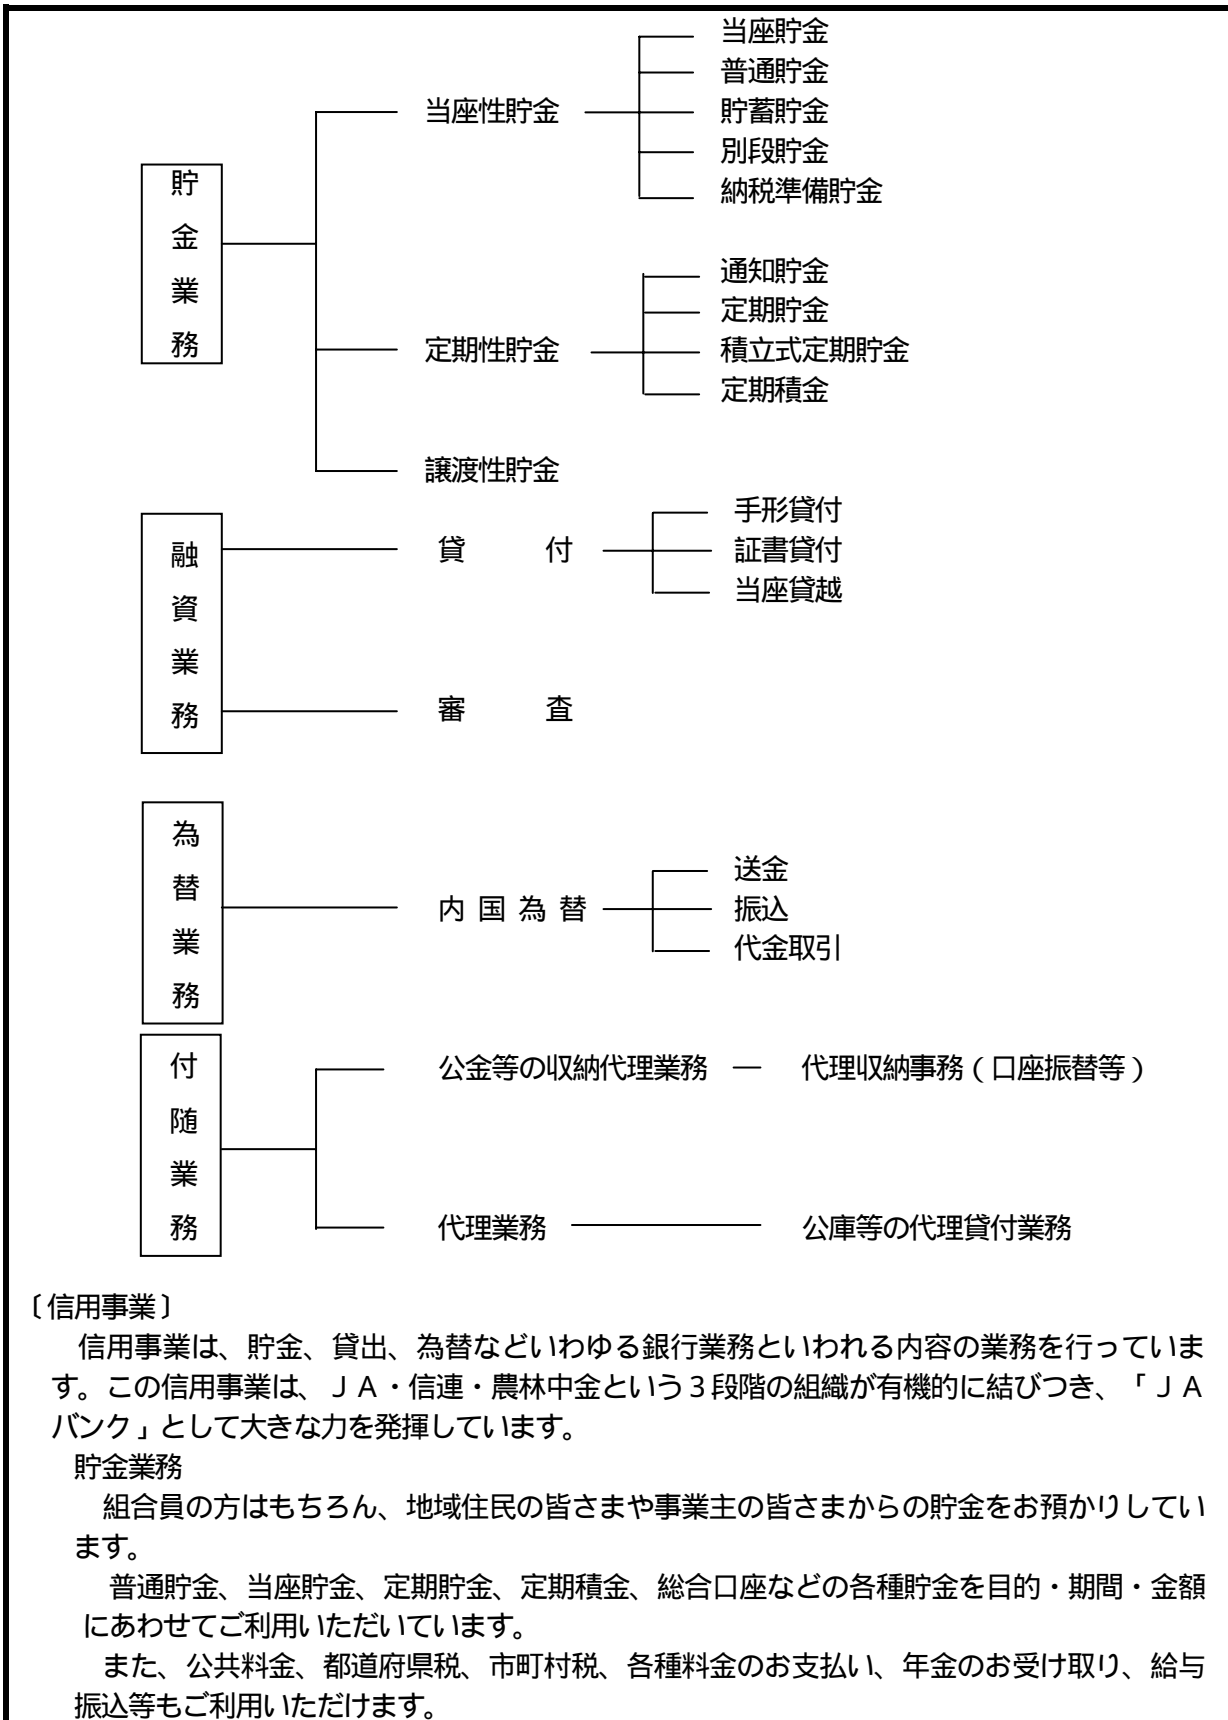 当座貯金
普通貯金
当座性貯金 貯蓄貯金
別段貯金
納税準備貯金
貯金業務
通知貯金
定期貯金
定期性貯金 積立式定期貯金
定期積金
譲渡性貯金
融資業務
手形貸付
貸付 証書貸付
当座貸越
審査
為替業務
送金
内国為替 振込
代金取引
付随業務
公金等の収納代理業務 ― 代理収納事務(口座振替等)
代理業務 公庫等の代理貸付業務
〔信用事業〕
信用事業は、貯金、貸出、為替などいわゆる銀行業務といわれる内容の業務を行っていま
す。この信用事業は、JA・信連・農林中金という3段階の組織が有機的に結びつき、「JA
バンク」として大きな力を発揮しています。
貯金業務
組合員の方はもちろん、地域住民の皆さまや事業主の皆さまからの貯金をお預かりしてい
ます。
普通貯金、当座貯金、定期貯金、定期積金、総合口座などの各種貯金を目的・期間・金額
にあわせてご利用いただいています。
また、公共料金、都道府県税、市町村税、各種料金のお支払い、年金のお受け取り、給与
振込等もご利用いただけます。